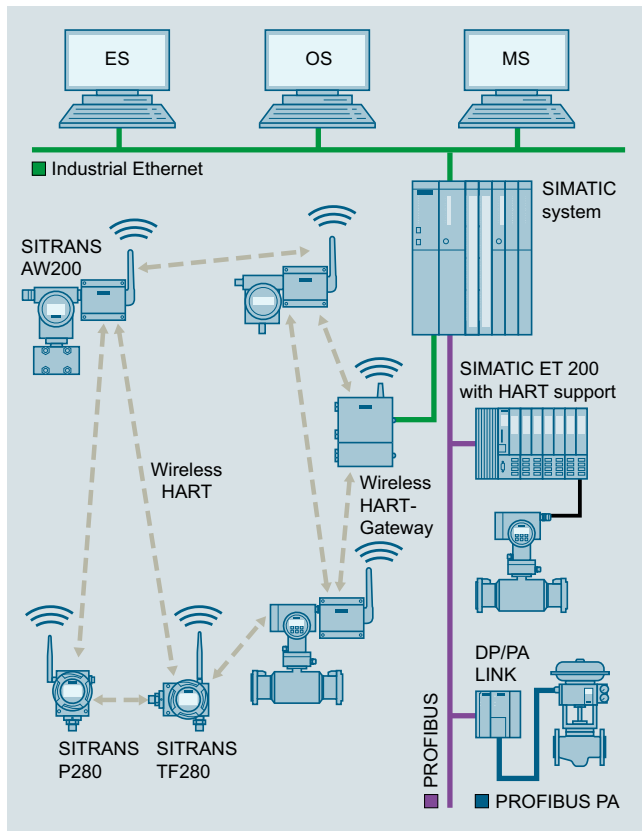 ES
OS
MS
Industrial Ethernet
SIMATIC
system
SITRANS
AW200
SIMATIC ET 200
with HART support
Wireless
HART
Wireless
HART-
Gateway
DP/PA
LINK
SITRANS
P280
SITRANS
TF280
PROFIBUS
PROFIBUS PA